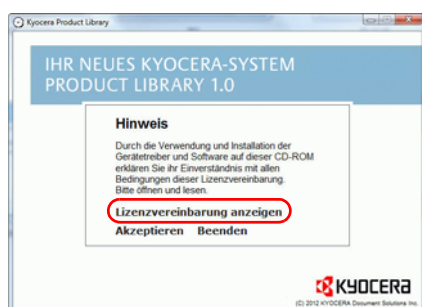 Kyocera Product Library
IHR NEUES KYOCERA-SYSTEM
PRODUCT LIBRARY 1.0
Hinweis
Durch die Verwendung und Installation der
Gerätetreiber und Software auf dieser CD-ROM
erklären Sie ihr Einverständnis mit allen
Bedingungen dieser Lizenzvereinbarung.
Bitte öffnen und lesen.
Lizenzvereinbarung anzeigen
Akzeptieren Beenden
KYOCERA
(C) 2012 KYOCERA Document Solutions Inc.